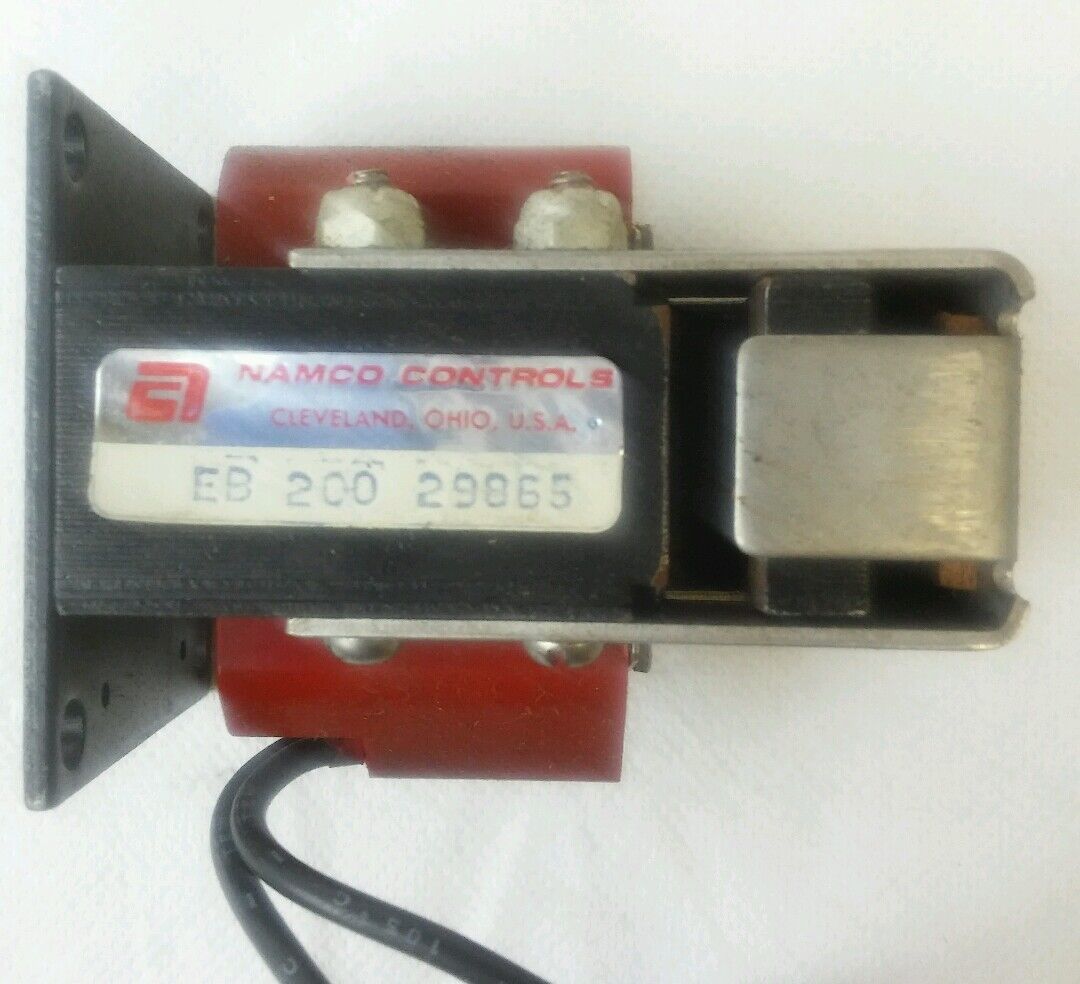 NAMCO CONTROLS
CLEVELAND, OHIO, U.S.A.
EB 200 29865